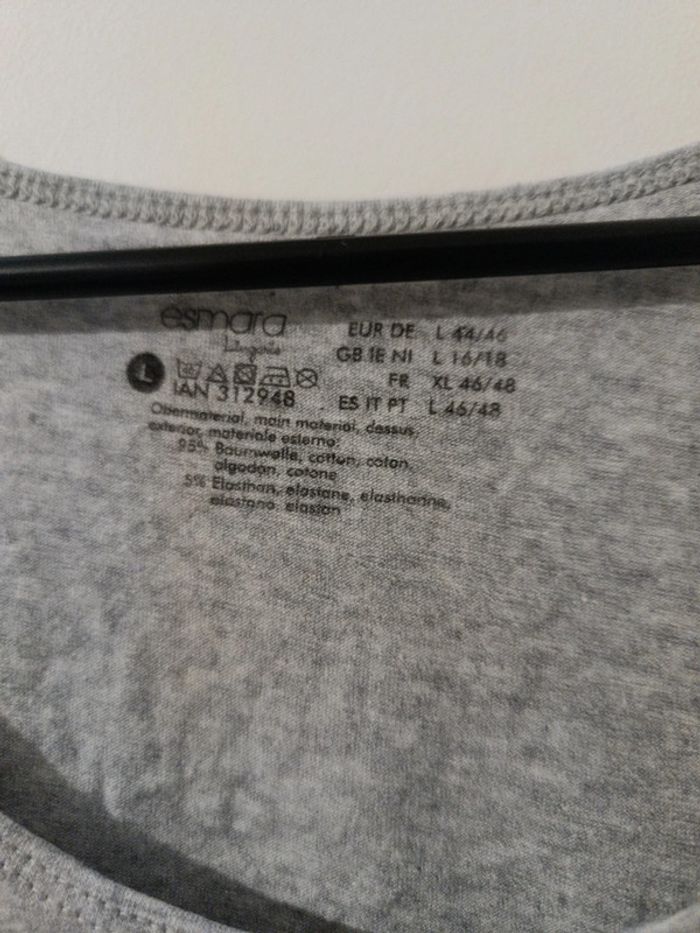 esmara
Lingerie
L
IAN 312948
EUR DE L 44/46
GB IE NI L 16/18
FR XL 46/48
ES IT PT L 46/48
Obermaterial, main material, dessus,
exterior, materiale esterno:
95% Baumwolle, cotton, coton,
algodón, cotone
5% Elasthan, elastane, élasthanne,
elastano, elastan